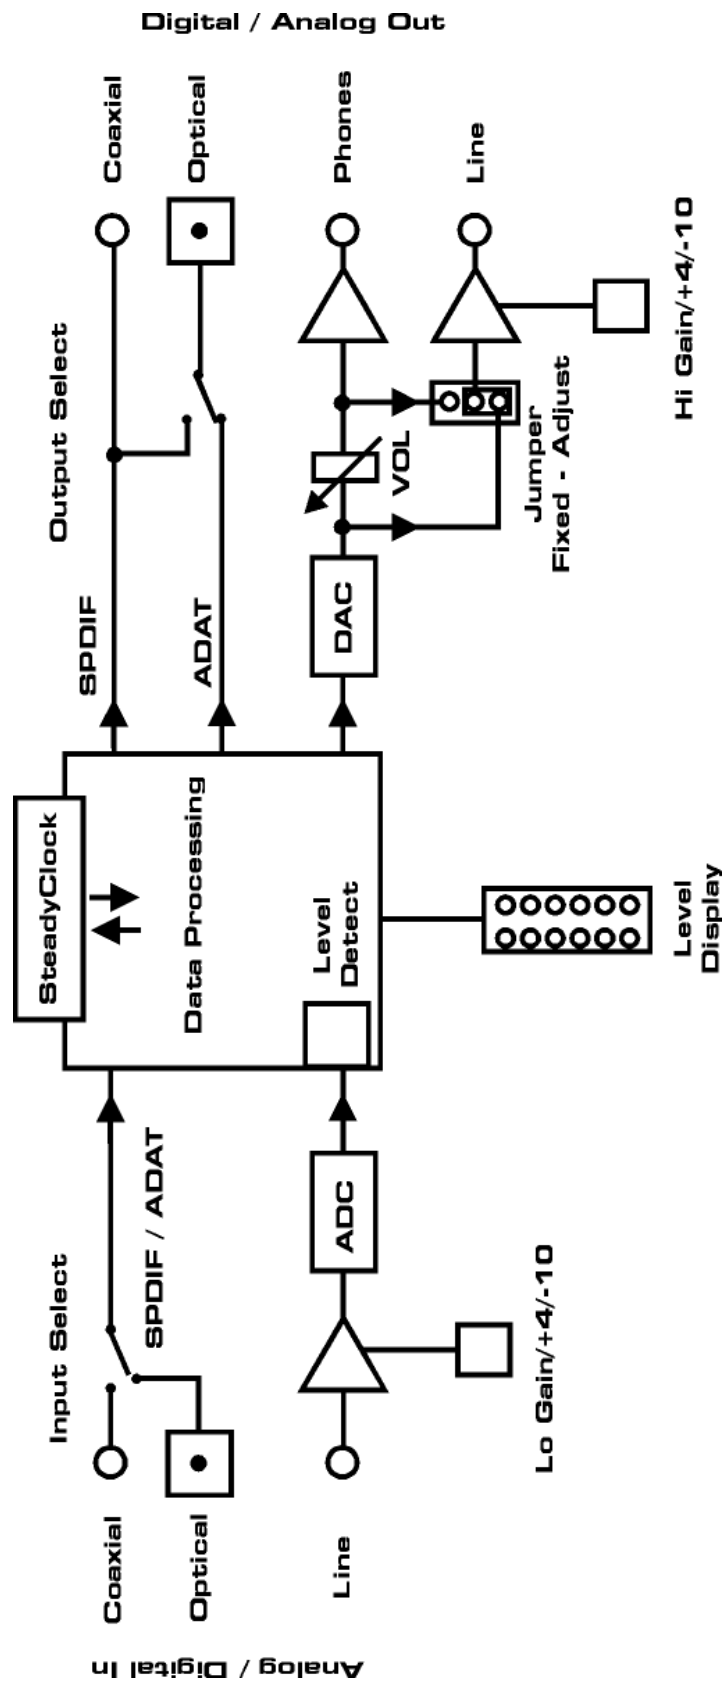 Digital / Analog Out
Coaxial
Optical
Phones
Line
Output Select
Hi Gain/+4/-10
VOL
Jumper
Fixed - Adjust
SPDIF
ADAT
DAC
SteadyClock
Data Processing
Level
Detect
Level
Display
SPDIF / ADAT
ADC
Input Select
Lo Gain/+4/-10
Coaxial
Optical
Line
Analog / Digital In